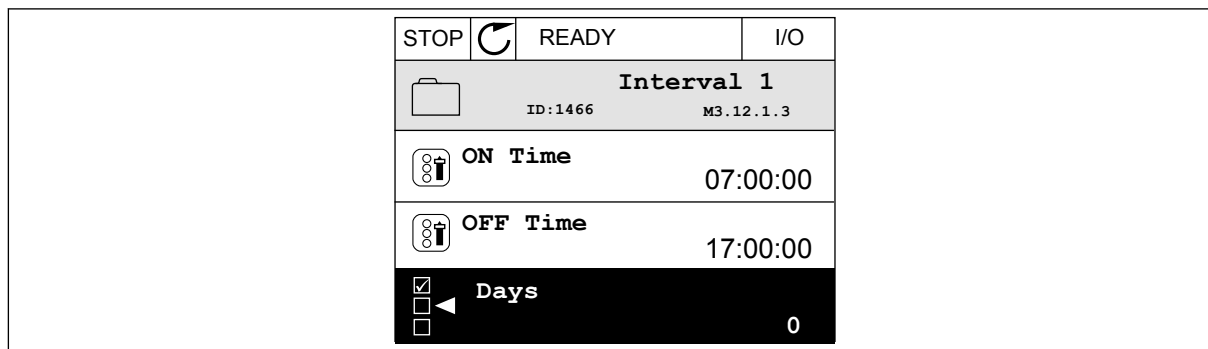 STOP READY I/O
Interval 1
ID:1466 M3.12.1.3
ON Time
07:00:00
OFF Time
17:00:00
Days
0